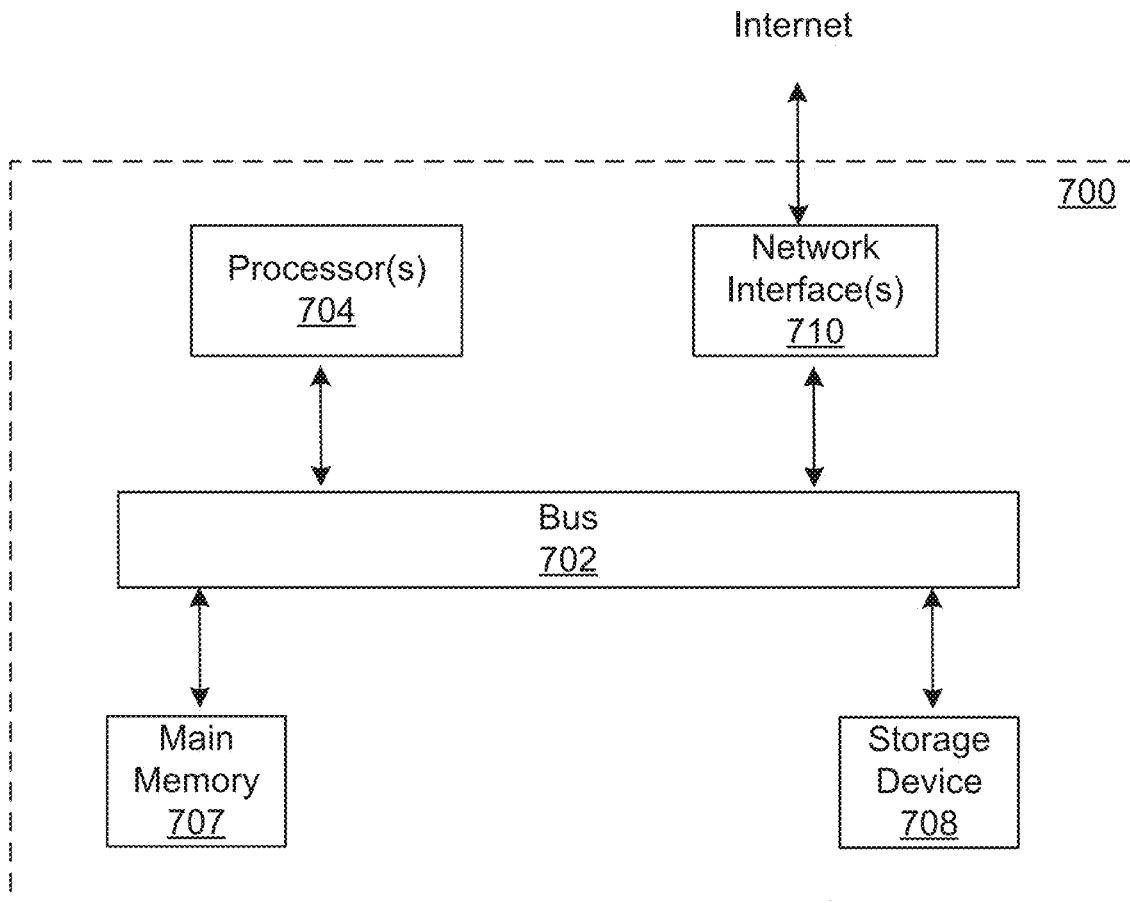 Internet
700
Processor(s)
704
Network
Interface(s)
710
Bus
702
Main
Memory
707
Storage
Device
708